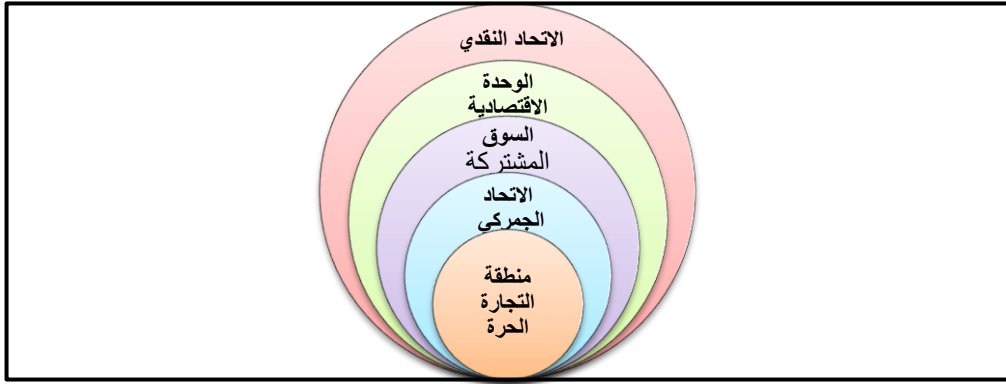 الاتحاد النقدي
الوحدة
الاقتصادية
السوق
المشتركة
الاتحاد
الجمركي
منطقة
التجارة
الحرة